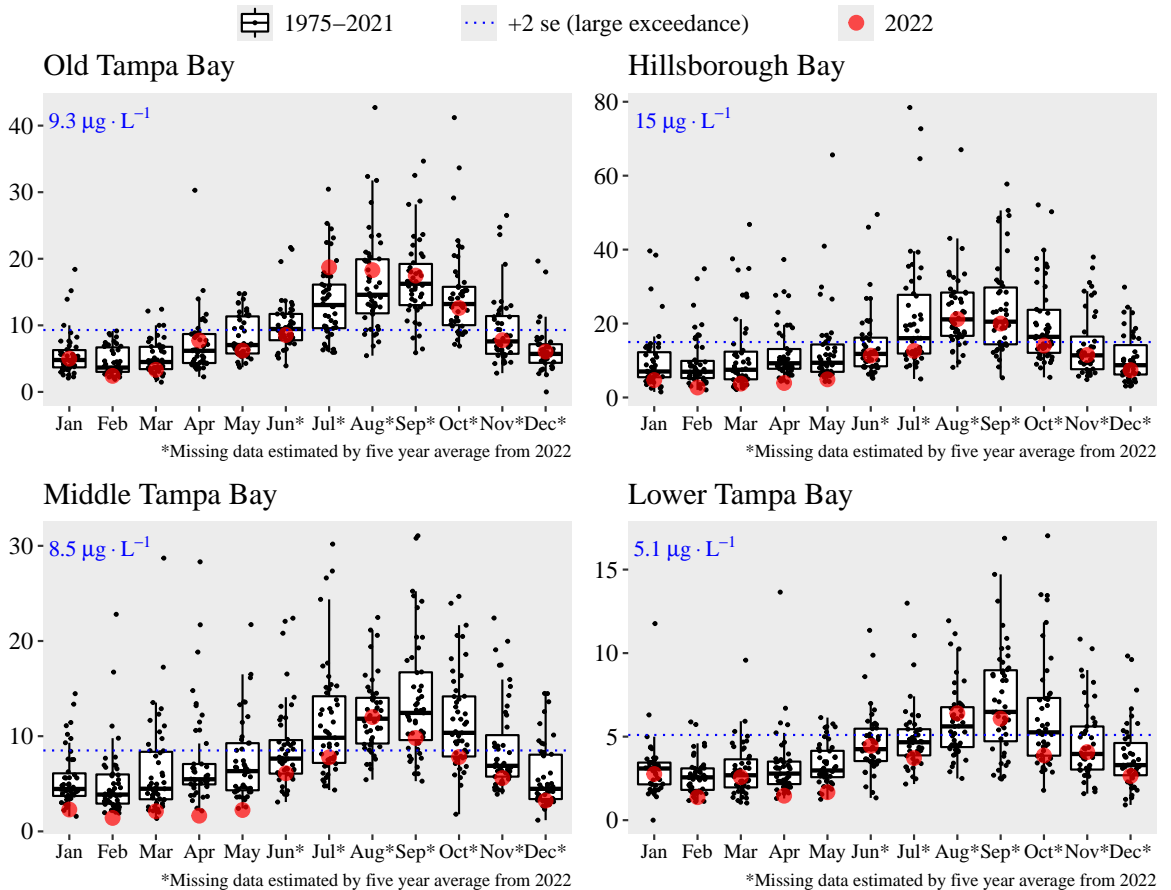 1975–2021 +2 se (large exceedance) 2022
Old Tampa Bay
9.3 μg · L⁻¹
40
30
20
10
0
Jan Feb Mar Apr May Jun* Jul* Aug* Sep* Oct* Nov* Dec*
*Missing data estimated by five year average from 2022
Hillsborough Bay
15 μg · L⁻¹
80
60
40
20
0
Jan Feb Mar Apr May Jun* Jul* Aug* Sep* Oct* Nov* Dec*
*Missing data estimated by five year average from 2022
Middle Tampa Bay
8.5 μg · L⁻¹
30
20
10
0
Jan Feb Mar Apr May Jun* Jul* Aug* Sep* Oct* Nov* Dec*
*Missing data estimated by five year average from 2022
Lower Tampa Bay
5.1 μg · L⁻¹
15
10
5
0
Jan Feb Mar Apr May Jun* Jul* Aug* Sep* Oct* Nov* Dec*
*Missing data estimated by five year average from 2022